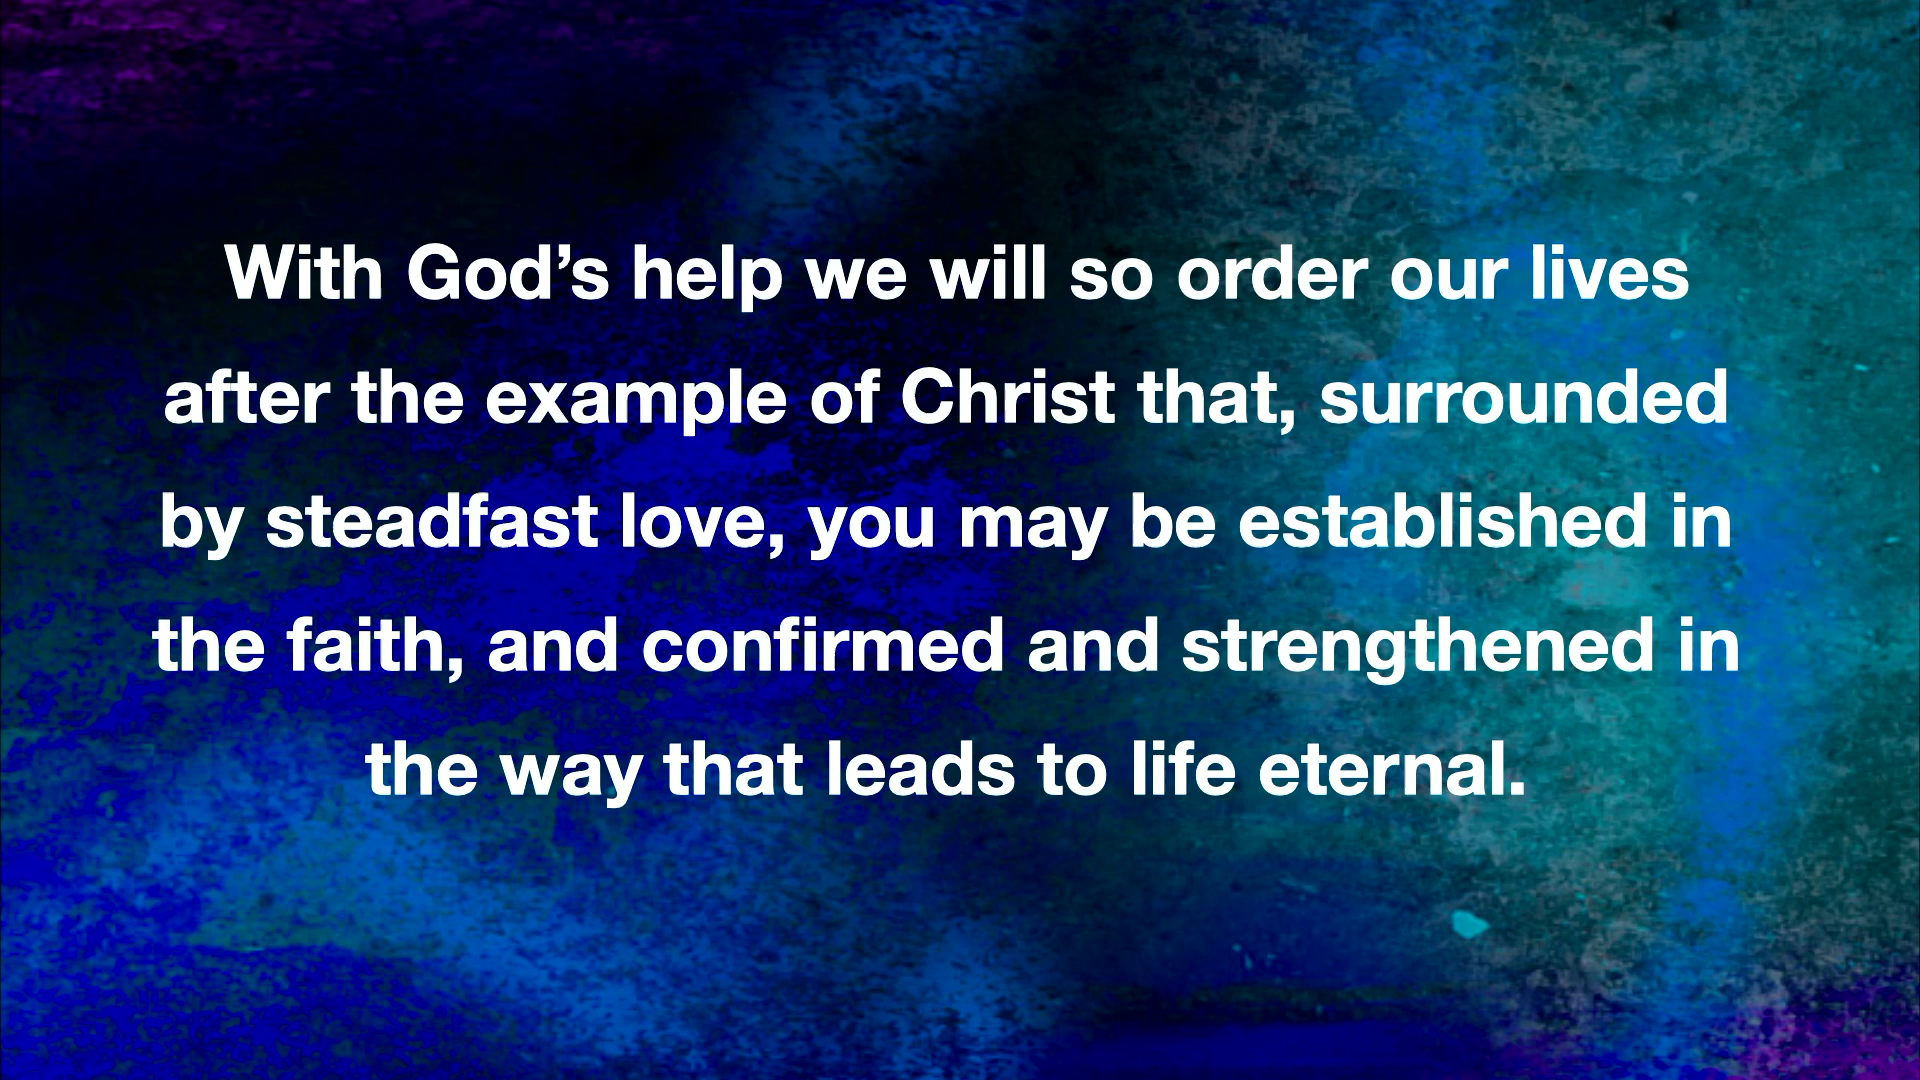 With God’s help we will so order our lives
after the example of Christ that, surrounded
by steadfast love, you may be established in
the faith, and confirmed and strengthened in
the way that leads to life eternal.